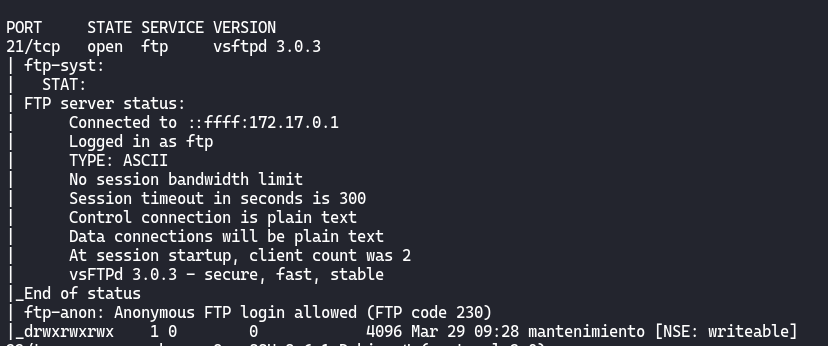 PORT     STATE SERVICE VERSION
21/tcp   open  ftp     vsftpd 3.0.3
| ftp-syst:
|   STAT:
| FTP server status:
|      Connected to ::ffff:172.17.0.1
|      Logged in as ftp
|      TYPE: ASCII
|      No session bandwidth limit
|      Session timeout in seconds is 300
|      Control connection is plain text
|      Data connections will be plain text
|      At session startup, client count was 2
|      vsFTPd 3.0.3 - secure, fast, stable
|_End of status
| ftp-anon: Anonymous FTP login allowed (FTP code 230)
|_drwxrwxrwx    1 0        0            4096 Mar 29 09:28 mantenimiento [NSE: writeable]